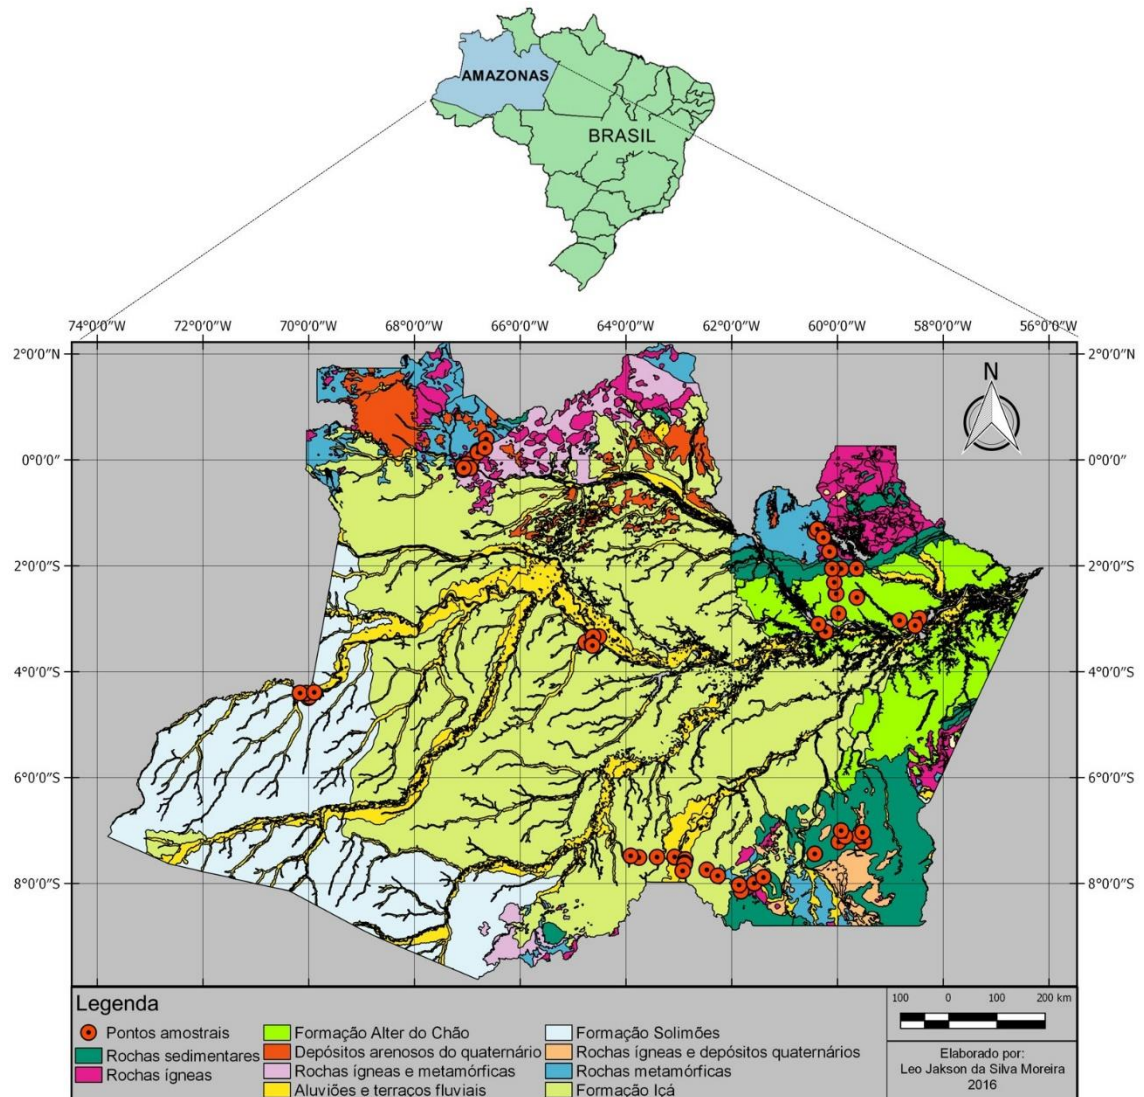 AMAZONAS
BRASIL
74°0'0"W 72°0'0"W 70°0'0"W 68°0'0"W 66°0'0"W 64°0'0"W 62°0'0"W 60°0'0"W 58°0'0"W 56°0'0"W
2°0'0"N 2°0'0"N
N
0°0'0" 0°0'0"
2°0'0"S 2°0'0"S
4°0'0"S 4°0'0"S
6°0'0"S 6°0'0"S
8°0'0"S 8°0'0"S
Legenda
Pontos amostrais
Rochas sedimentares
Rochas ígneas
Formação Alter do Chão
Depósitos arenosos do quaternário
Rochas ígneas e metamórficas
Aluviões e terraços fluviais
Formação Solimões
Rochas ígneas e depósitos quaternários
Rochas metamórficas
Formação Içá
100 0 100 200 km
Elaborado por:
Leo Jakson da Silva Moreira
2016